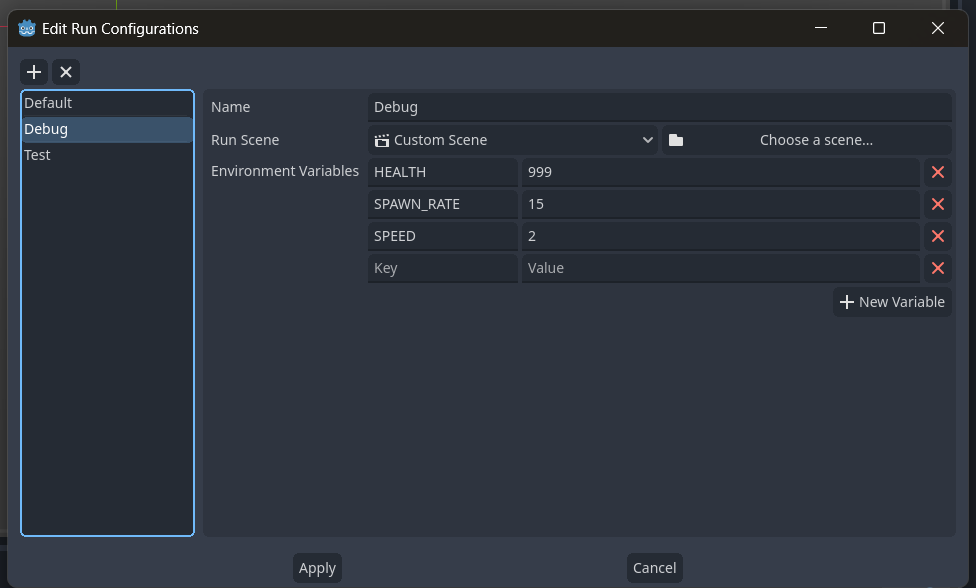 Edit Run Configurations
Default
Debug
Test
Name Debug
Run Scene Custom Scene Choose a scene...
Environment Variables HEALTH 999
SPAWN_RATE 15
SPEED 2
Key Value
New Variable
Apply Cancel